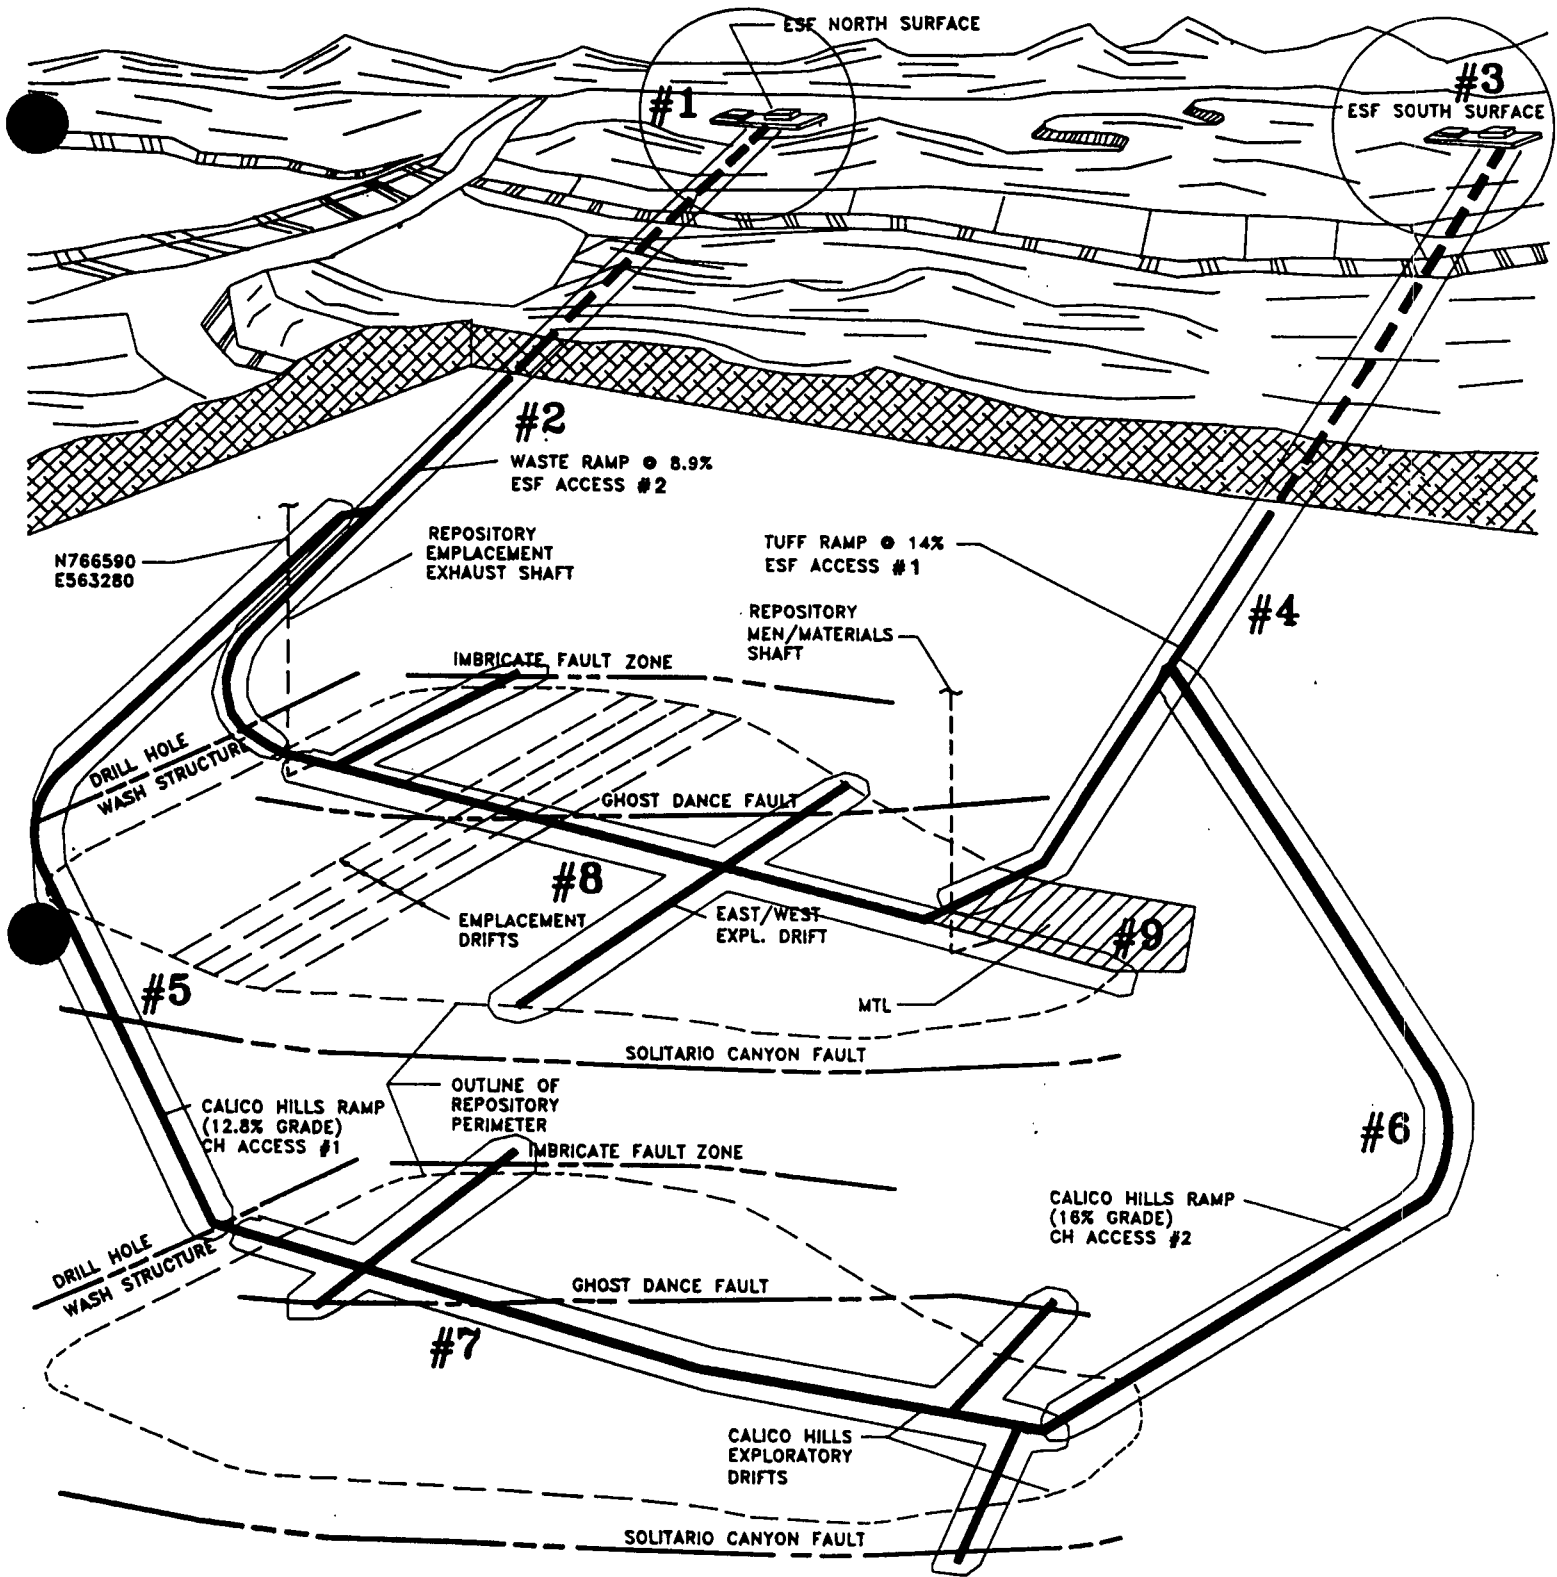 ESF NORTH SURFACE
#1
#3
ESF SOUTH SURFACE
#2
WASTE RAMP @ 8.9%
ESF ACCESS #2
N766590
E563280
REPOSITORY
EMPLACEMENT
EXHAUST SHAFT
TUFF RAMP @ 14%
ESF ACCESS #1
#4
REPOSITORY
MEN/MATERIALS
SHAFT
IMBRICATE FAULT ZONE
DRILL HOLE
WASH STRUCTURE
GHOST DANCE FAULT
#8
EMPLACEMENT
DRIFTS
EAST/WEST
EXPL. DRIFT
#9
#5
MTL
SOLITARIO CANYON FAULT
OUTLINE OF
REPOSITORY
PERIMETER
CALICO HILLS RAMP
(12.8% GRADE)
CH ACCESS #1
#6
IMBRICATE FAULT ZONE
CALICO HILLS RAMP
(16% GRADE)
CH ACCESS #2
DRILL HOLE
WASH STRUCTURE
GHOST DANCE FAULT
#7
CALICO HILLS
EXPLORATORY
DRIFTS
SOLITARIO CANYON FAULT